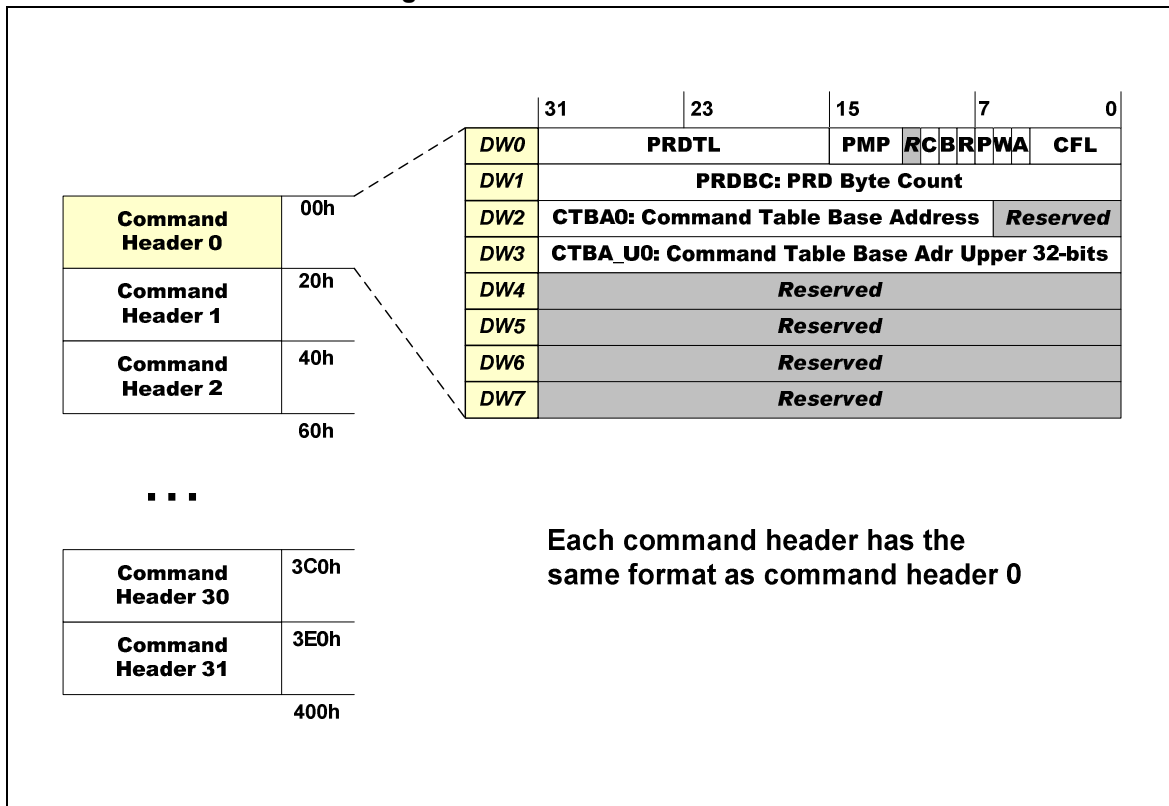 31 23 15 7 0
DW0 PRDTL PMP R C B R P W A CFL
DW1 PRDBC: PRD Byte Count
DW2 CTBA0: Command Table Base Address Reserved
DW3 CTBA_U0: Command Table Base Adr Upper 32-bits
DW4 Reserved
DW5 Reserved
DW6 Reserved
DW7 Reserved
Command
Header 0
00h
Command
Header 1
20h
Command
Header 2
40h
60h
...
Command
Header 30
3C0h
Command
Header 31
3E0h
400h
Each command header has the
same format as command header 0